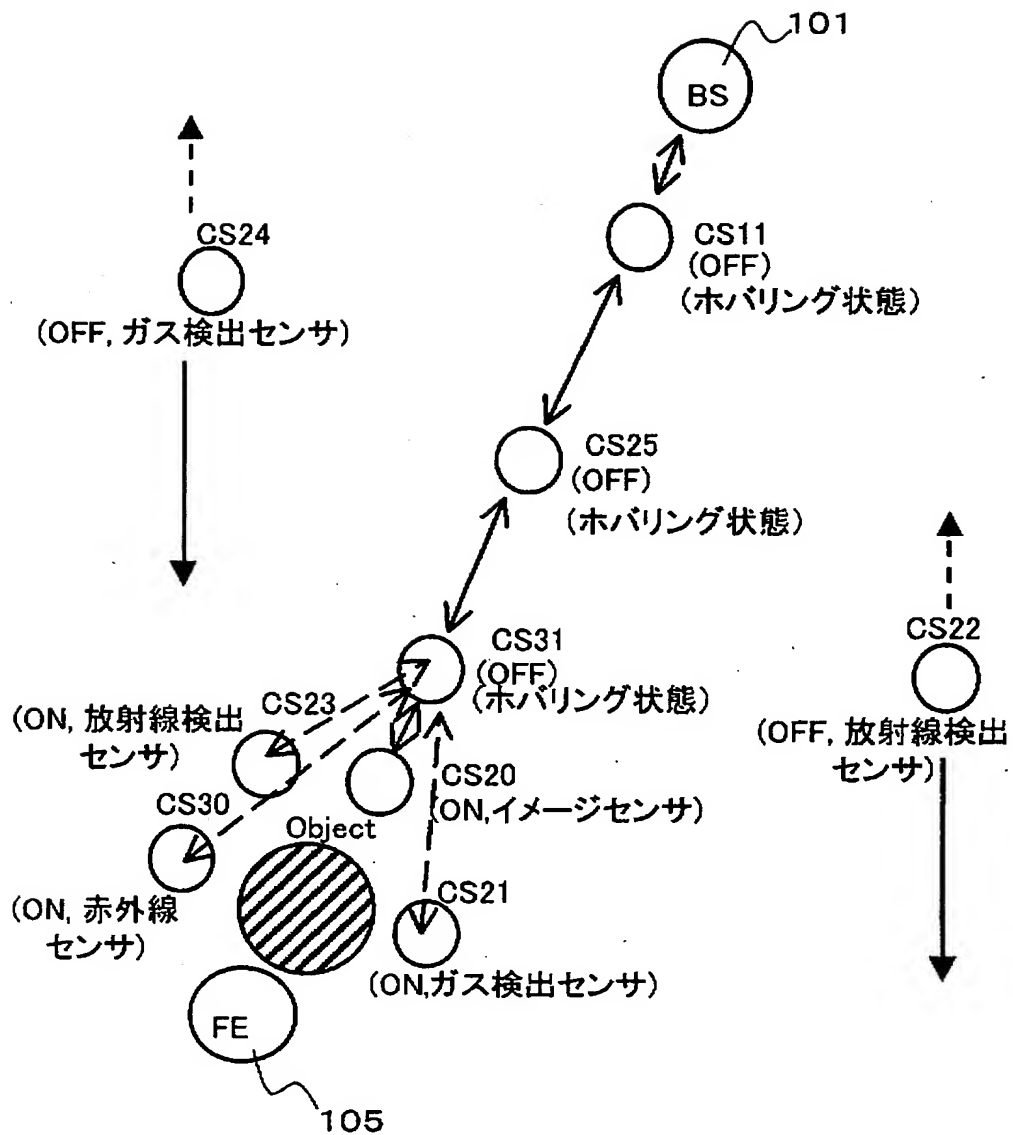 101
BS
CS24
(OFF, ガス検出センサ)
CS11
(OFF)
(ホバリング状態)
CS25
(OFF)
(ホバリング状態)
CS22
(OFF, 放射線検出
センサ)
CS31
(OFF)
(ホバリング状態)
CS23
(ON, 放射線検出
センサ)
CS20
(ON,イメージセンサ)
CS30
(ON, 赤外線
センサ)
Object
CS21
(ON,ガス検出センサ)
FE
105